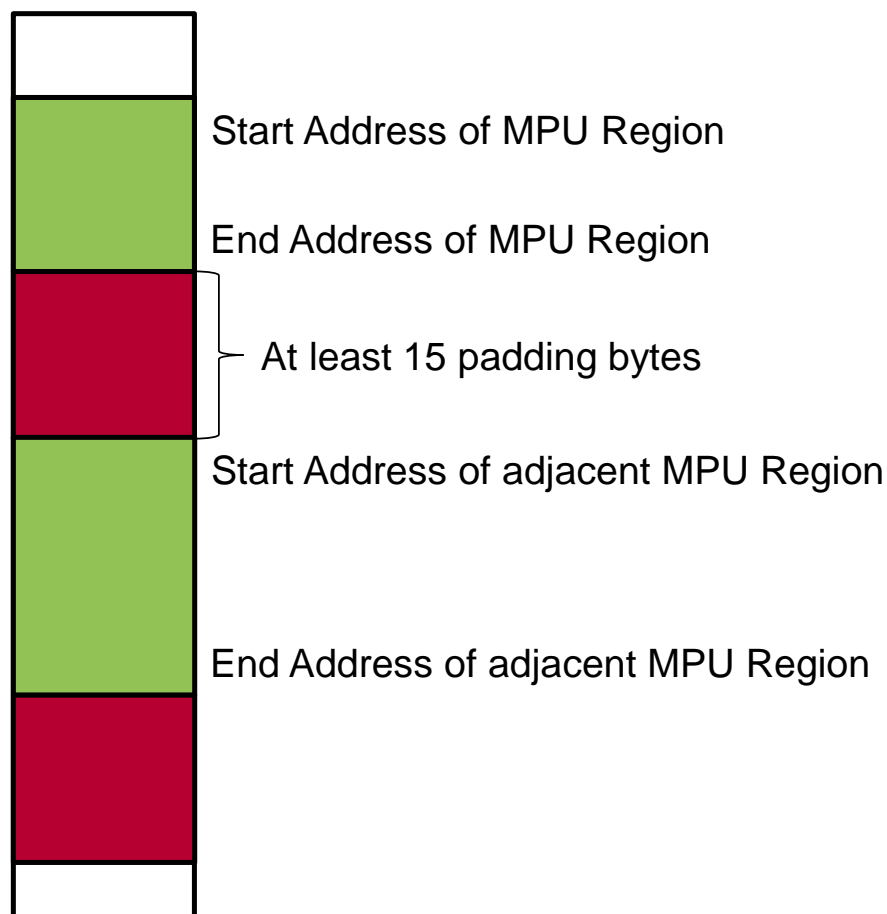 Start Address of MPU Region
End Address of MPU Region
At least 15 padding bytes
Start Address of adjacent MPU Region
End Address of adjacent MPU Region